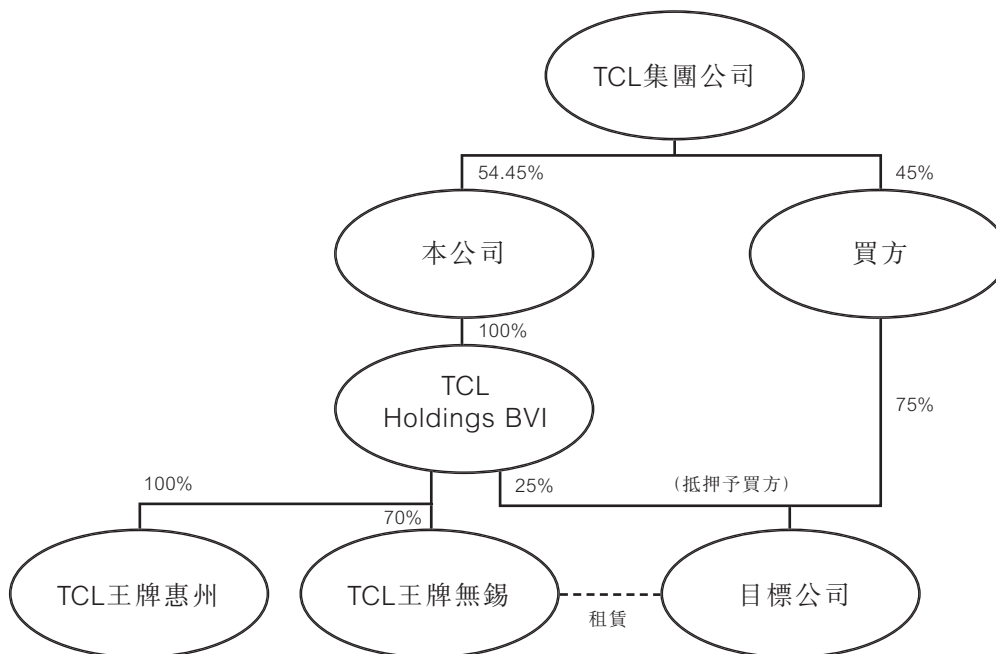 TCL集團公司
54.45%
45%
本公司
買方
100%
TCL
Holdings BVI
75%
100%
25%
(抵押予買方)
70%
TCL王牌惠州
TCL王牌無錫
目標公司
租賃